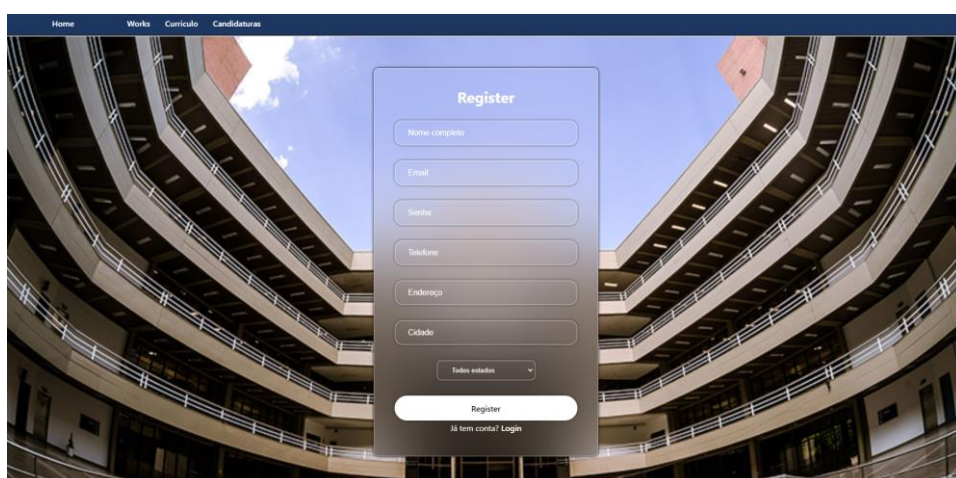 Home Works Curriculo Candidaturas
Register
Nome completo
Email
Senha
Telefone
Endereço
Cidade
Todos estados
Register
Já tem conta? Login